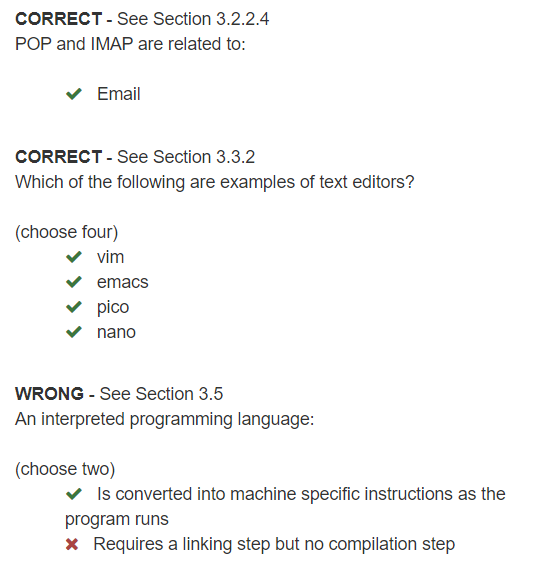 CORRECT - See Section 3.2.2.4
POP and IMAP are related to:
Email
CORRECT - See Section 3.3.2
Which of the following are examples of text editors?
(choose four)
vim
emacs
pico
nano
WRONG - See Section 3.5
An interpreted programming language:
(choose two)
Is converted into machine specific instructions as the
program runs
Requires a linking step but no compilation step